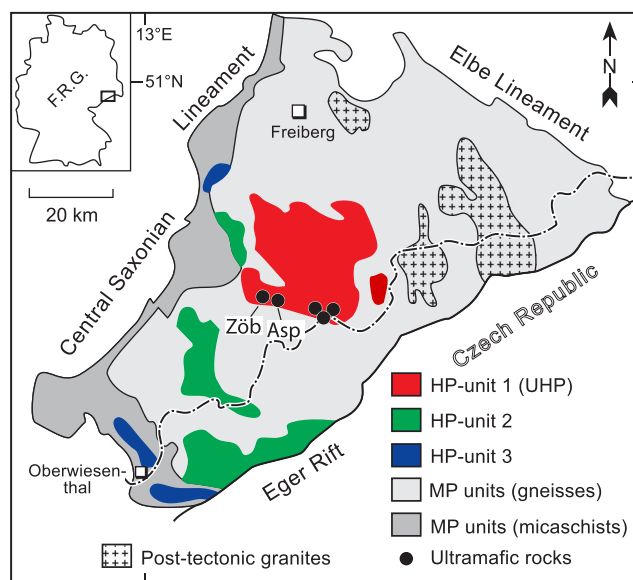 13°E
51°N
F.R.G.
20 km
N
Lineament
Elbe Lineament
Freiberg
Central Saxonian
Zöb
Asp
Czech Republic
Eger Rift
Oberwiesen-
thal
HP-unit 1 (UHP)
HP-unit 2
HP-unit 3
MP units (gneisses)
MP units (micaschists)
Post-tectonic granites
Ultramafic rocks